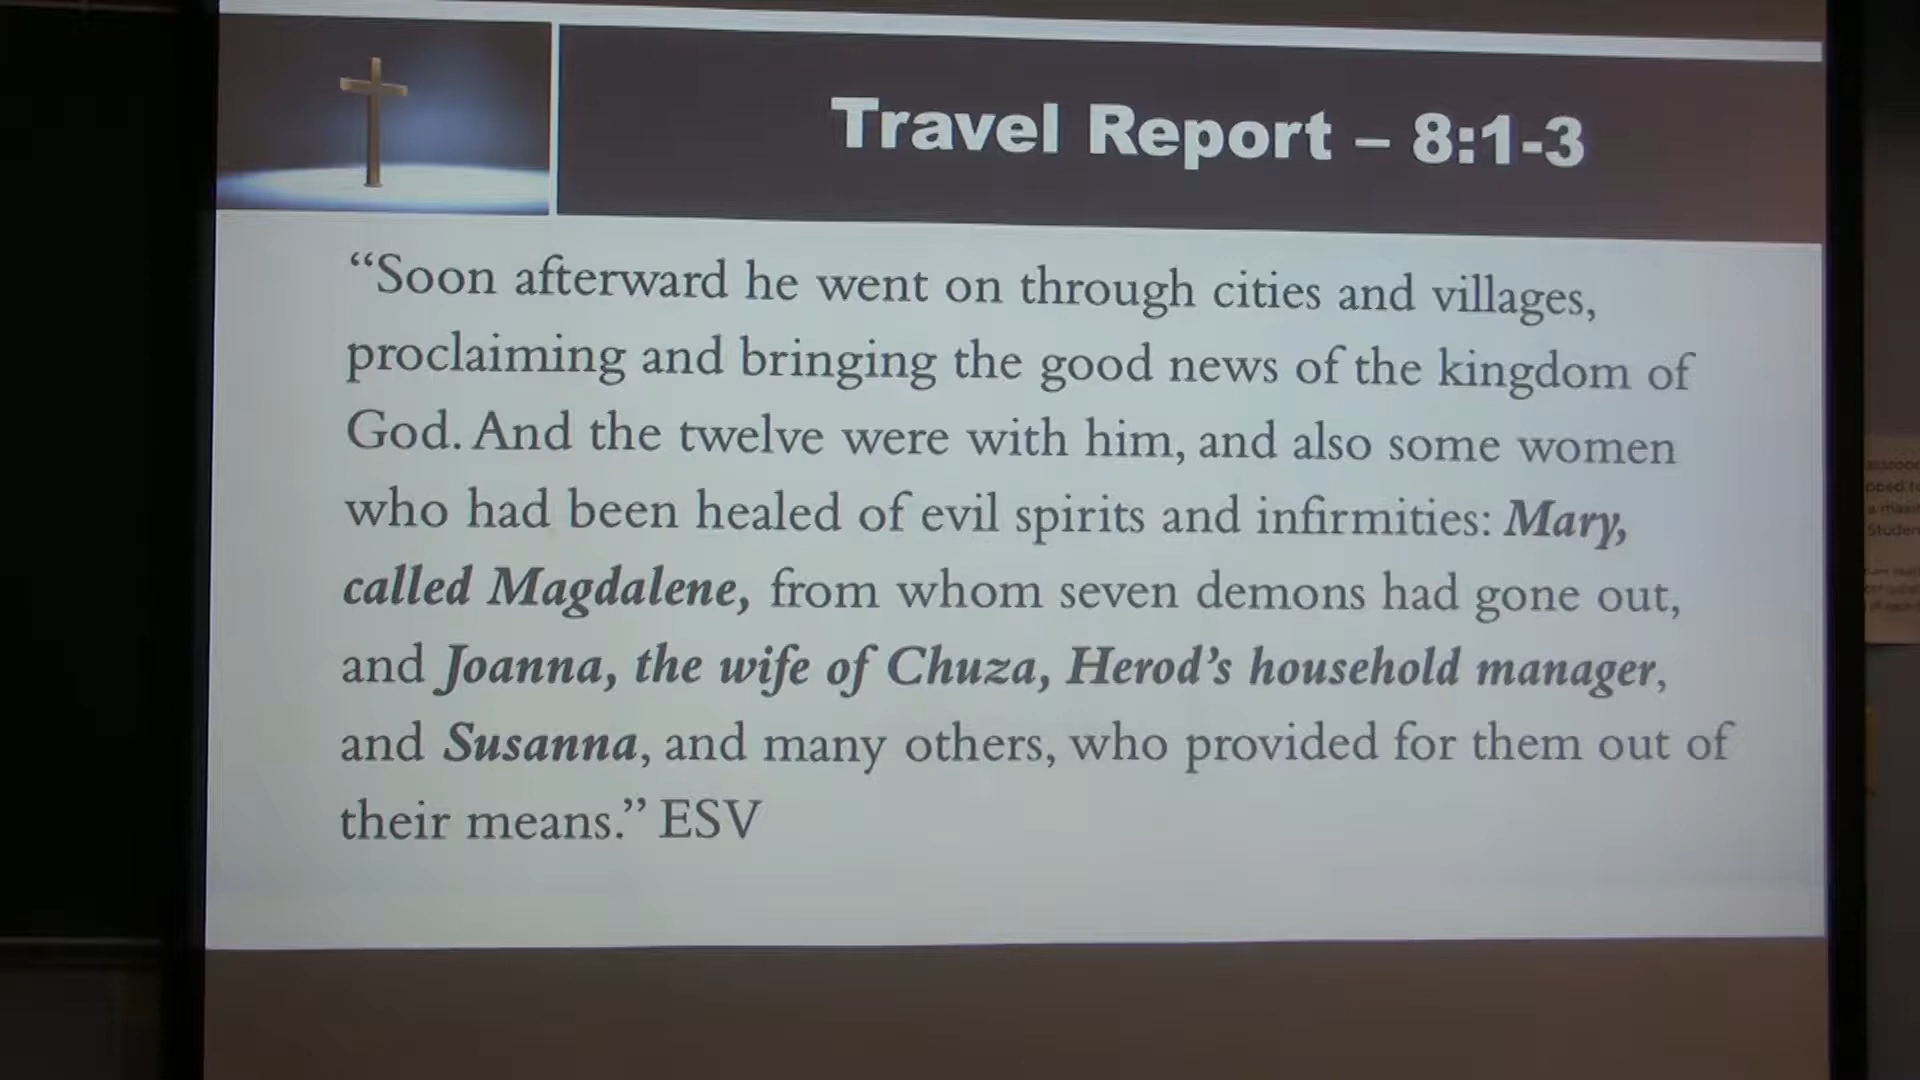 Travel Report – 8:1-3
“Soon afterward he went on through cities and villages,
proclaiming and bringing the good news of the kingdom of
God. And the twelve were with him, and also some women
who had been healed of evil spirits and infirmities: Mary,
called Magdalene, from whom seven demons had gone out,
and Joanna, the wife of Chuza, Herod’s household manager,
and Susanna, and many others, who provided for them out of
their means.” ESV